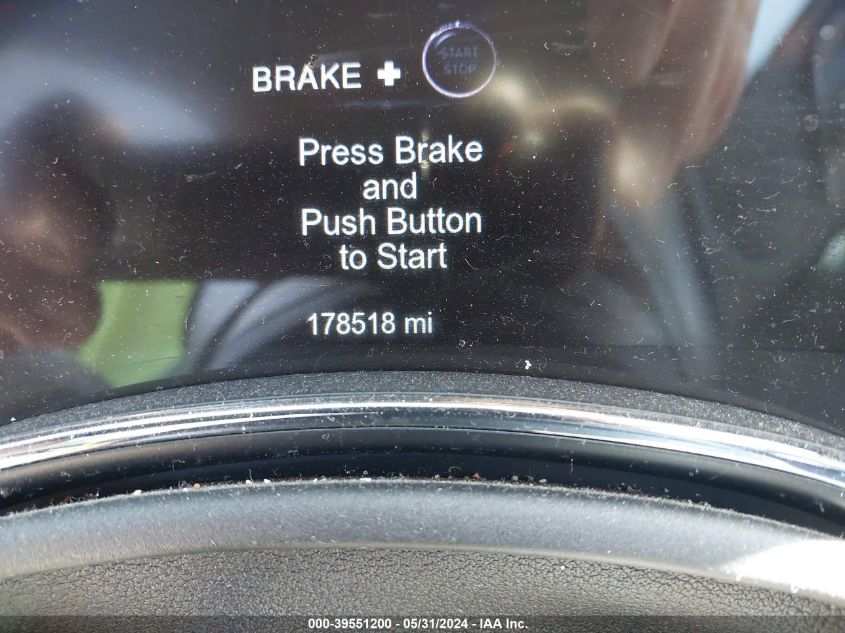 START
STOP
BRAKE +
Press Brake
and
Push Button
to Start
178518 mi
000-39551200 - 05/31/2024 - IAA Inc.